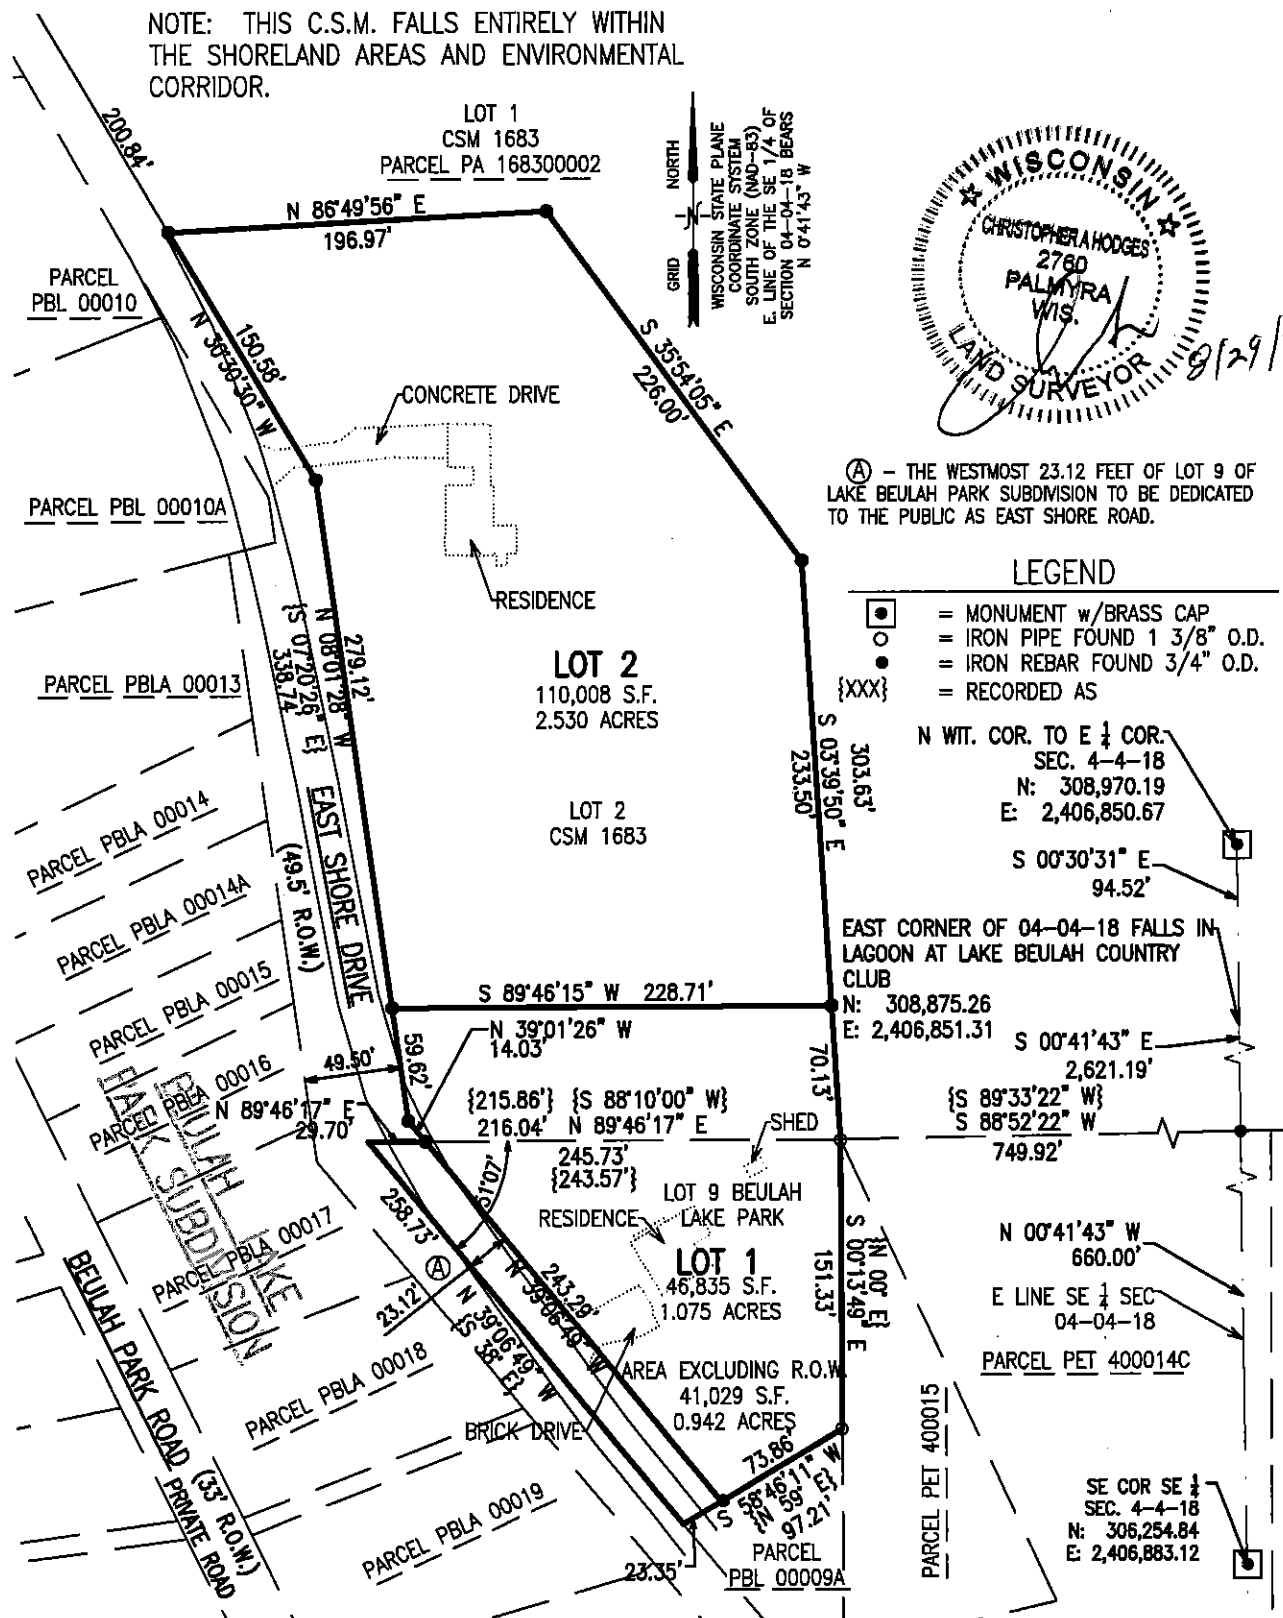 NOTE: THIS C.S.M. FALLS ENTIRELY WITHIN
THE SHORELAND AREAS AND ENVIRONMENTAL
CORRIDOR.
200.84'
LOT 1
CSM 1683
PARCEL PA 168300002
GRID NORTH
N
WISCONSIN STATE PLANE
COORDINATE SYSTEM
SOUTH ZONE (NAD-83)
E. LINE OF THE SE 1/4 OF
SECTION 04-04-18 BEARS
N 0°41'43" W
WISCONSIN
CHRISTOPHER A HODGES
2760
PALMYRA
WIS.
LAND SURVEYOR
N 86°49'56" E
196.97'
PARCEL
PBL 00010
150.58'
N 30°30'30" W
S 35°54'05" E
226.00'
CONCRETE DRIVE
RESIDENCE
Ⓐ - THE WESTMOST 23.12 FEET OF LOT 9 OF
LAKE BEULAH PARK SUBDIVISION TO BE DEDICATED
TO THE PUBLIC AS EAST SHORE ROAD.
PARCEL PBL 00010A
LEGEND
= MONUMENT w/BRASS CAP
= IRON PIPE FOUND 1 3/8" O.D.
= IRON REBAR FOUND 3/4" O.D.
{XXX} = RECORDED AS
279.12'
N 08°01'28" W
{S 07°20'26" E}
338.74'
LOT 2
110,008 S.F.
2.530 ACRES
PARCEL PBLA 00013
LOT 2
CSM 1683
303.63'
S 03°39'50" E
233.50'
N WIT. COR. TO E 1/4 COR.
SEC. 4-4-18
N: 308,970.19
E: 2,406,850.67
S 00°30'31" E
94.52'
EAST CORNER OF 04-04-18 FALLS IN
LAGOON AT LAKE BEULAH COUNTRY
CLUB
N: 308,875.26
E: 2,406,851.31
S 00°41'43" E
2,621.19'
PARCEL PBLA 00014
PARCEL PBLA 00014A
PARCEL PBLA 00015
PARCEL PBLA 00016
EAST SHORE DRIVE
(49.5' R.O.W.)
S 89°46'15" W 228.71'
N 39°01'26" W
14.03'
59.62'
49.50'
70.13'
N 89°46'17" E
29.70'
{215.86'} {S 88°10'00" W}
216.04' N 89°46'17" E
245.73'
{243.57'}
SHED
{S 89°33'22" W}
S 88°52'22" W
749.92'
51°07'
LOT 9 BEULAH
LAKE PARK
RESIDENCE
LOT 1
46,835 S.F.
1.075 ACRES
258.73'
Ⓐ
23.12'
243.29'
N 39°06'49" W
N 39°06'49" W
{S 38° E}
{N 00° E}
S 00°13'49" E
151.33'
N 00°41'43" W
660.00'
E LINE SE 1/4 SEC
04-04-18
PARCEL PET 400014C
BEULAH LAKE
PARK SUBDIVISION
PARCEL PBLA 00017
PARCEL PBLA 00018
PARCEL PBLA 00019
BEULAH PARK ROAD (33' R.O.W.)
PRIVATE ROAD
AREA EXCLUDING R.O.W.
41,029 S.F.
0.942 ACRES
BRICK DRIVE
73.86'
S 58°46'11" W
{N 59° E}
97.21'
23.35'
PARCEL
PBL 00009A
PARCEL PET 400015
SE COR SE 1/4
SEC. 4-4-18
N: 306,254.84
E: 2,406,883.12